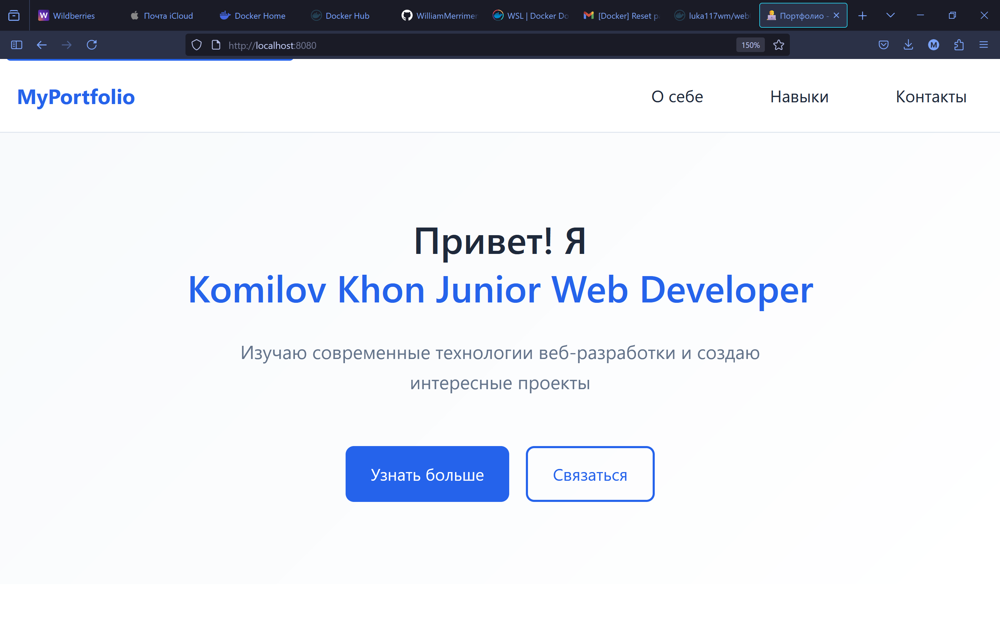 Wildberries
Почта iCloud
Docker Home
Docker Hub
WilliamMerrimer
WSL | Docker Do
[Docker] Reset
luka117wm/web
Портфолио -
http://localhost:8080
150%
M
MyPortfolio
О себе
Навыки
Контакты
Привет! Я
Komilov Khon Junior Web Developer
Изучаю современные технологии веб-разработки и создаю
интересные проекты
Узнать больше
Связаться